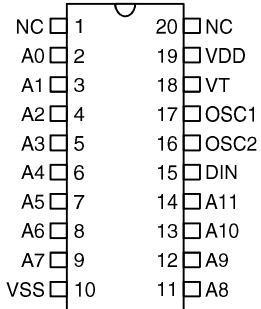 NC 1 20 NC
A0 2 19 VDD
A1 3 18 VT
A2 4 17 OSC1
A3 5 16 OSC2
A4 6 15 DIN
A5 7 14 A11
A6 8 13 A10
A7 9 12 A9
VSS 10 11 A8